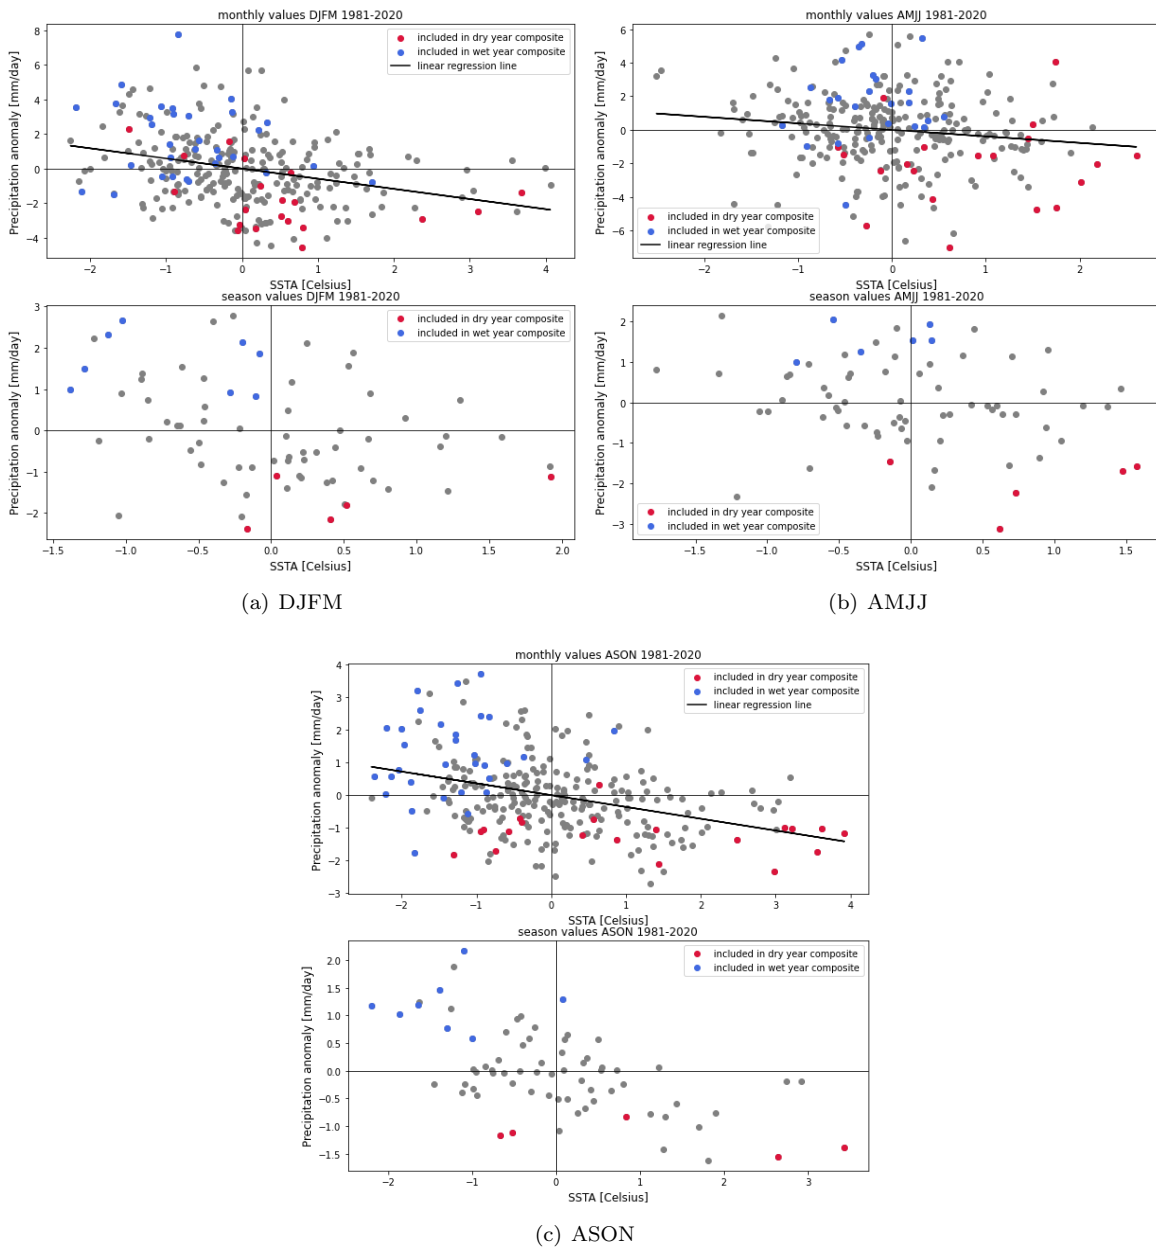 monthly values DJFM 1981-2020
Precipitation anomaly [mm/day]
8
6
4
2
0
−2
−4
included in dry year composite
included in wet year composite
linear regression line
−2
−1
0
1
2
3
4
SSTA [Celsius]
season values DJFM 1981-2020
Precipitation anomaly [mm/day]
3
2
1
0
−1
−2
included in dry year composite
included in wet year composite
−1.5
−1.0
−0.5
0.0
0.5
1.0
1.5
2.0
SSTA [Celsius]
(a) DJFM
monthly values AMJJ 1981-2020
Precipitation anomaly [mm/day]
6
4
2
0
−2
−4
−6
included in dry year composite
included in wet year composite
linear regression line
−2
−1
0
1
2
SSTA [Celsius]
season values AMJJ 1981-2020
Precipitation anomaly [mm/day]
2
1
0
−1
−2
−3
included in dry year composite
included in wet year composite
−1.5
−1.0
−0.5
0.0
0.5
1.0
1.5
SSTA [Celsius]
(b) AMJJ
monthly values ASON 1981-2020
Precipitation anomaly [mm/day]
4
3
2
1
0
−1
−2
−3
included in dry year composite
included in wet year composite
linear regression line
−2
−1
0
1
2
3
4
SSTA [Celsius]
season values ASON 1981-2020
Precipitation anomaly [mm/day]
2.0
1.5
1.0
0.5
0.0
−0.5
−1.0
−1.5
included in dry year composite
included in wet year composite
−2
−1
0
1
2
3
SSTA [Celsius]
(c) ASON